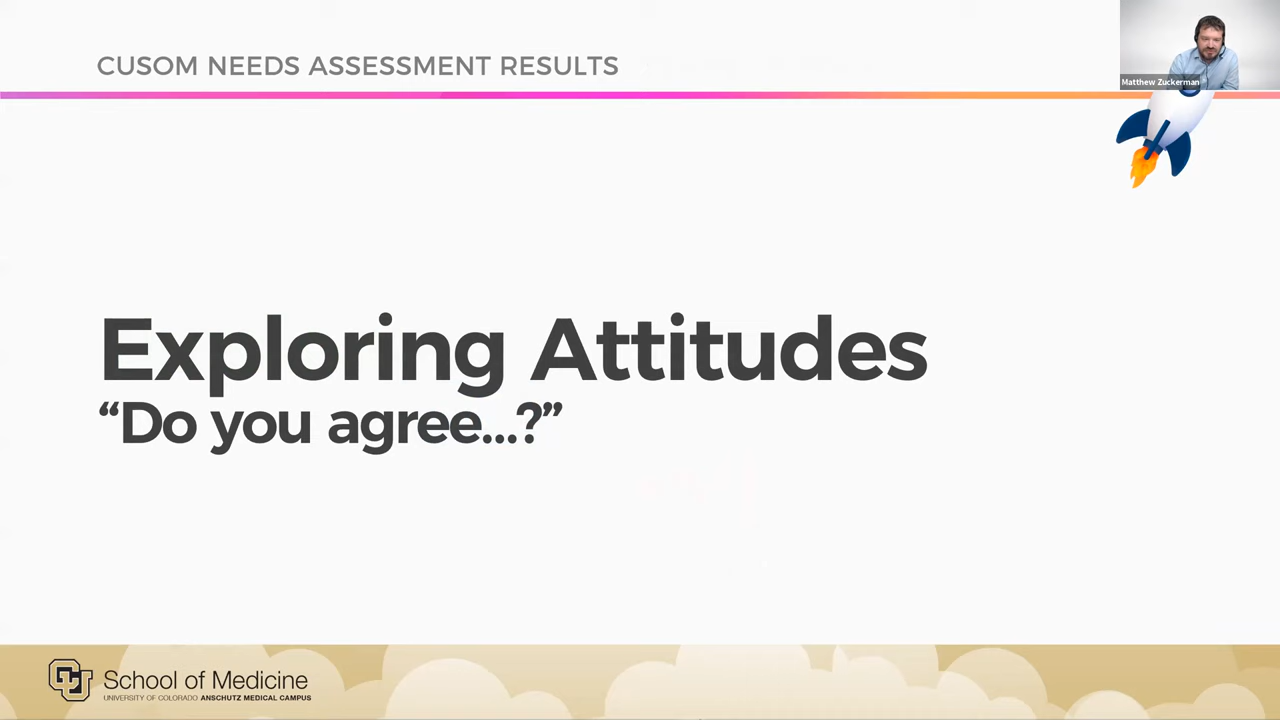 CUSOM NEEDS ASSESSMENT RESULTS
Matthew Zuckerman
Exploring Attitudes
“Do you agree...?”
CU
School of Medicine
UNIVERSITY OF COLORADO ANSCHUTZ MEDICAL CAMPUS